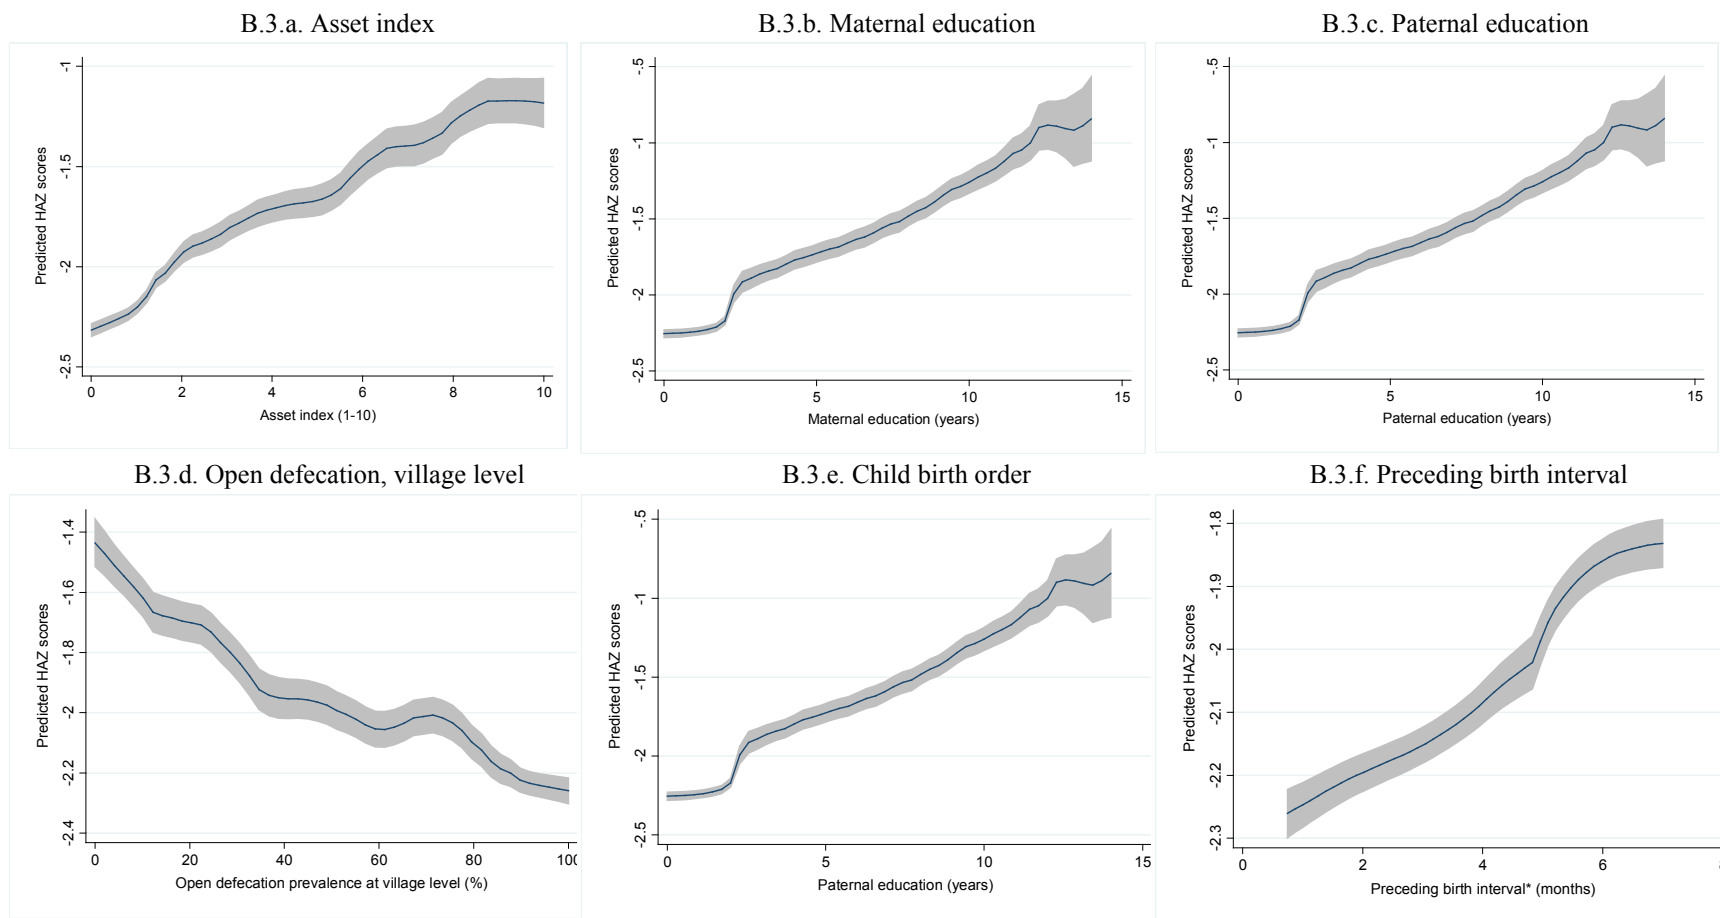 B.3.a. Asset index
B.3.b. Maternal education
B.3.c. Paternal education
Predicted HAZ scores
-1
-1.5
-2
-2.5
0 2 4 6 8 10
Asset index (1-10)
Predicted HAZ scores
-.5
-1
-1.5
-2
-2.5
0 5 10 15
Maternal education (years)
Predicted HAZ scores
-.5
-1
-1.5
-2
-2.5
0 5 10 15
Paternal education (years)
B.3.d. Open defecation, village level
B.3.e. Child birth order
B.3.f. Preceding birth interval
Predicted HAZ scores
-1.4
-1.6
-1.8
-2
-2.2
-2.4
0 20 40 60 80 100
Open defecation prevalence at village level (%)
Predicted HAZ scores
-.5
-1
-1.5
-2
-2.5
0 5 10 15
Paternal education (years)
Predicted HAZ scores
-1.8
-1.9
-2
-2.1
-2.2
-2.3
0 2 4 6
Preceding birth interval* (months)